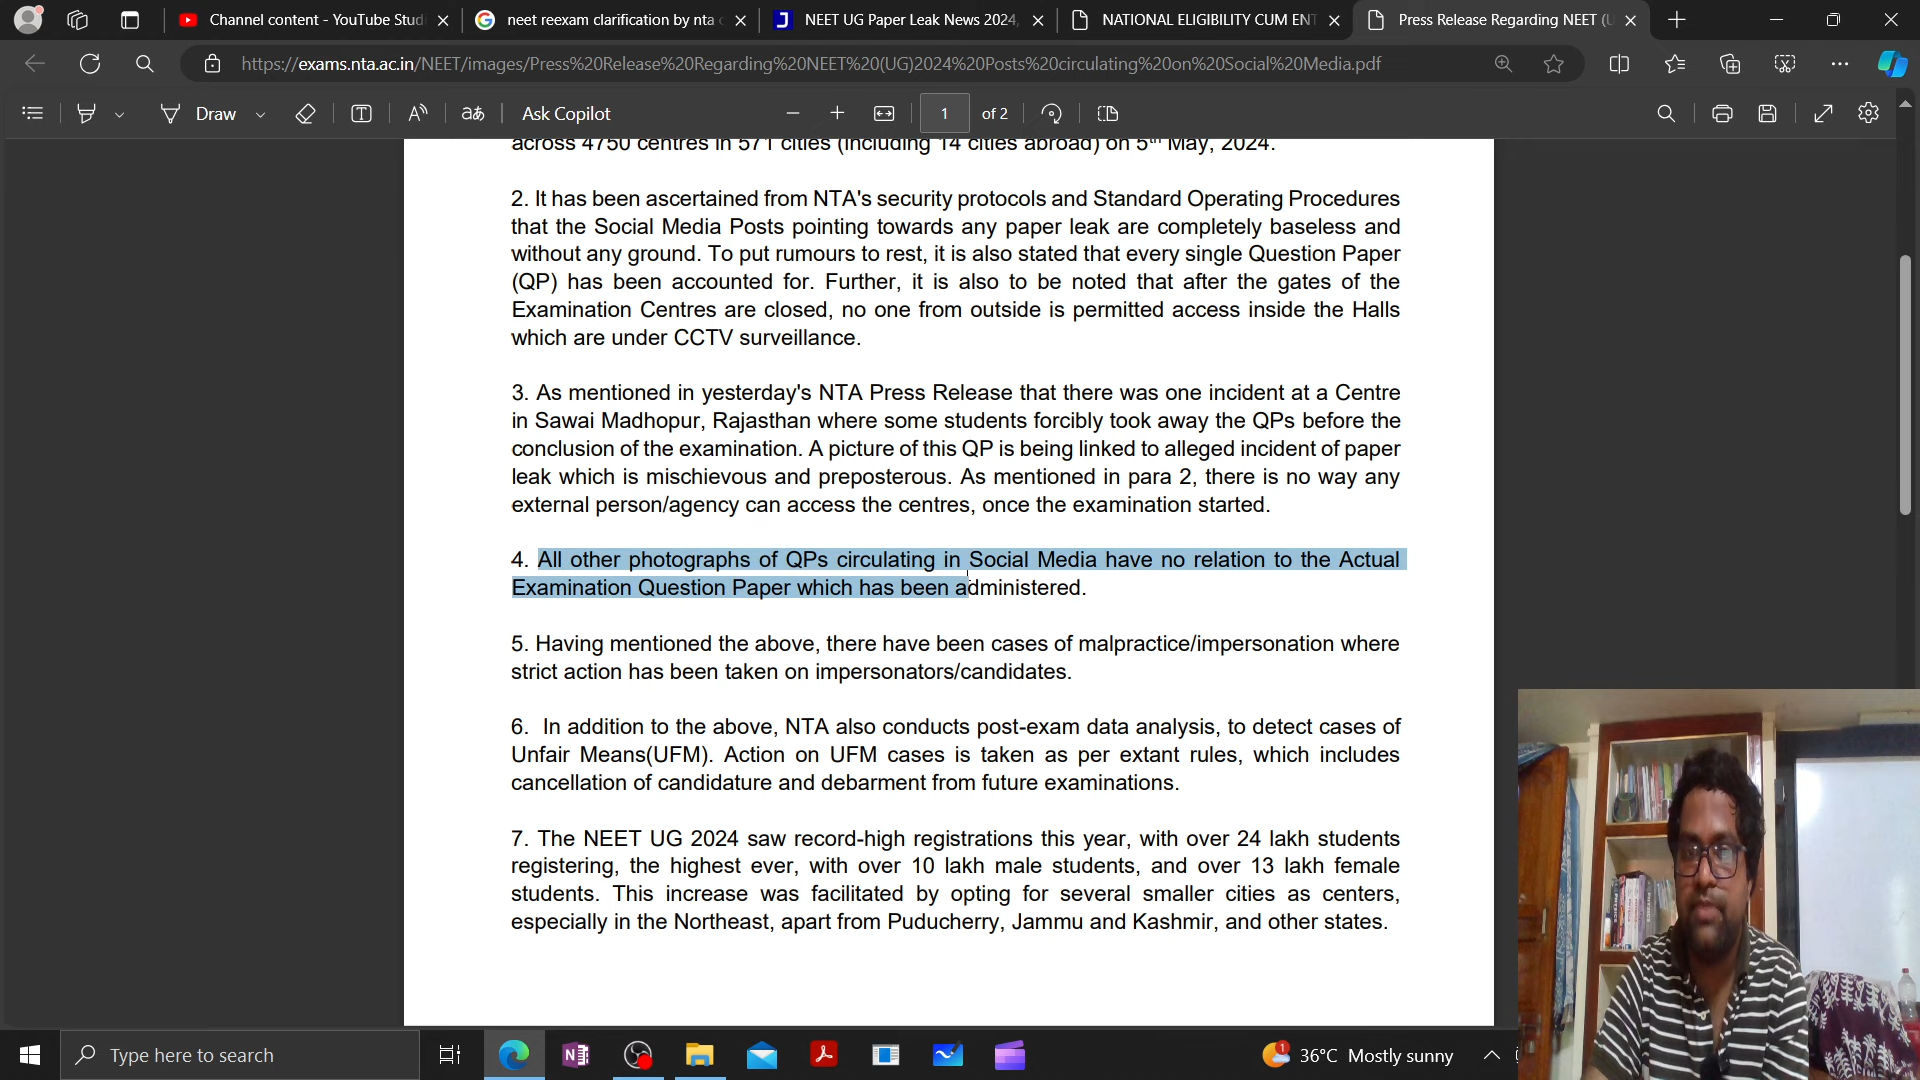 Channel content - YouTube Stud
neet reexam clarification by nta
NEET UG Paper Leak News 2024,
NATIONAL ELIGIBILITY CUM ENT
Press Release Regarding NEET (U
https://exams.nta.ac.in/NEET/images/Press%20Release%20Regarding%20NEET%20(UG)2024%20Posts%20circulating%20on%20Social%20Media.pdf
Draw
Ask Copilot
1 of 2
across 4750 centres in 571 cities (including 14 cities abroad) on 5th May, 2024.
2. It has been ascertained from NTA's security protocols and Standard Operating Procedures
that the Social Media Posts pointing towards any paper leak are completely baseless and
without any ground. To put rumours to rest, it is also stated that every single Question Paper
(QP) has been accounted for. Further, it is also to be noted that after the gates of the
Examination Centres are closed, no one from outside is permitted access inside the Halls
which are under CCTV surveillance.
3. As mentioned in yesterday's NTA Press Release that there was one incident at a Centre
in Sawai Madhopur, Rajasthan where some students forcibly took away the QPs before the
conclusion of the examination. A picture of this QP is being linked to alleged incident of paper
leak which is mischievous and preposterous. As mentioned in para 2, there is no way any
external person/agency can access the centres, once the examination started.
4. All other photographs of QPs circulating in Social Media have no relation to the Actual
Examination Question Paper which has been administered.
5. Having mentioned the above, there have been cases of malpractice/impersonation where
strict action has been taken on impersonators/candidates.
6. In addition to the above, NTA also conducts post-exam data analysis, to detect cases of
Unfair Means(UFM). Action on UFM cases is taken as per extant rules, which includes
cancellation of candidature and debarment from future examinations.
7. The NEET UG 2024 saw record-high registrations this year, with over 24 lakh students
registering, the highest ever, with over 10 lakh male students, and over 13 lakh female
students. This increase was facilitated by opting for several smaller cities as centers,
especially in the Northeast, apart from Puducherry, Jammu and Kashmir, and other states.
Type here to search
1
36°C Mostly sunny